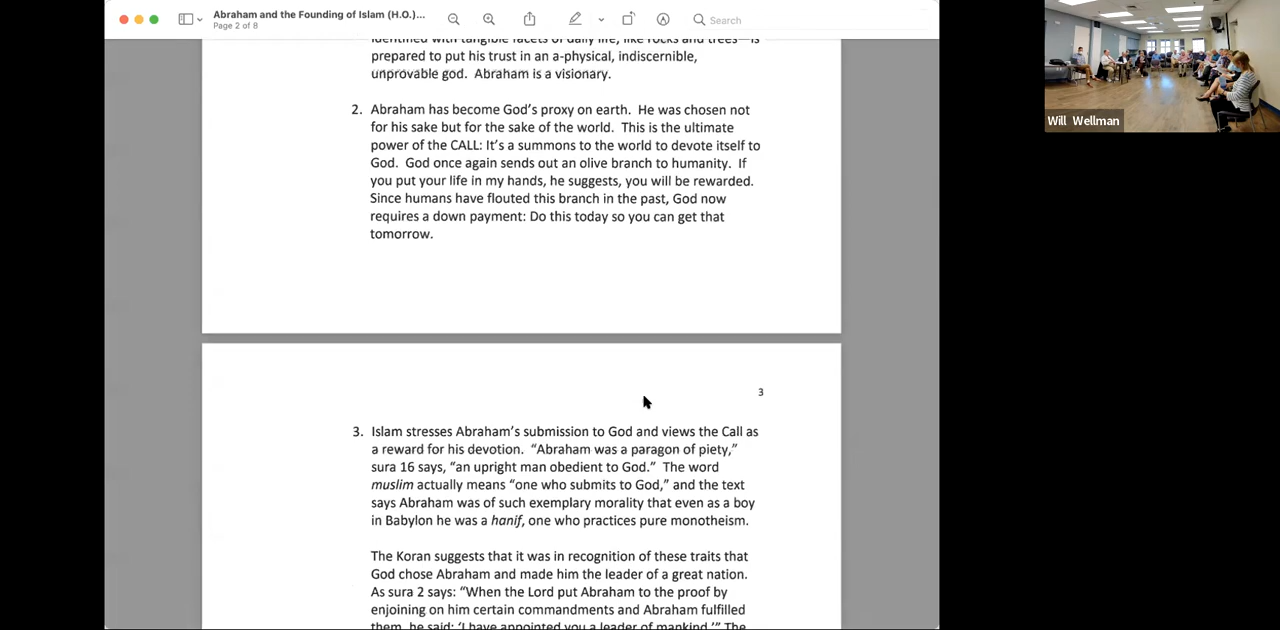 Abraham and the Founding of Islam (H.O.)...
Page 2 of 8
Search
identified with tangible facets of daily life, like rocks and trees—is
prepared to put his trust in an a-physical, indiscernible,
unprovable god. Abraham is a visionary.
2. Abraham has become God's proxy on earth. He was chosen not
for his sake but for the sake of the world. This is the ultimate
power of the CALL: It's a summons to the world to devote itself to
God. God once again sends out an olive branch to humanity. If
you put your life in my hands, he suggests, you will be rewarded.
Since humans have flouted this branch in the past, God now
requires a down payment: Do this today so you can get that
tomorrow.
3
3. Islam stresses Abraham's submission to God and views the Call as
a reward for his devotion. “Abraham was a paragon of piety,”
sura 16 says, “an upright man obedient to God.” The word
muslim actually means “one who submits to God,” and the text
says Abraham was of such exemplary morality that even as a boy
in Babylon he was a hanif, one who practices pure monotheism.
The Koran suggests that it was in recognition of these traits that
God chose Abraham and made him the leader of a great nation.
As sura 2 says: “When the Lord put Abraham to the proof by
enjoining on him certain commandments and Abraham fulfilled
them, he said: ‘I have appointed you a leader of mankind.’” The
Will Wellman